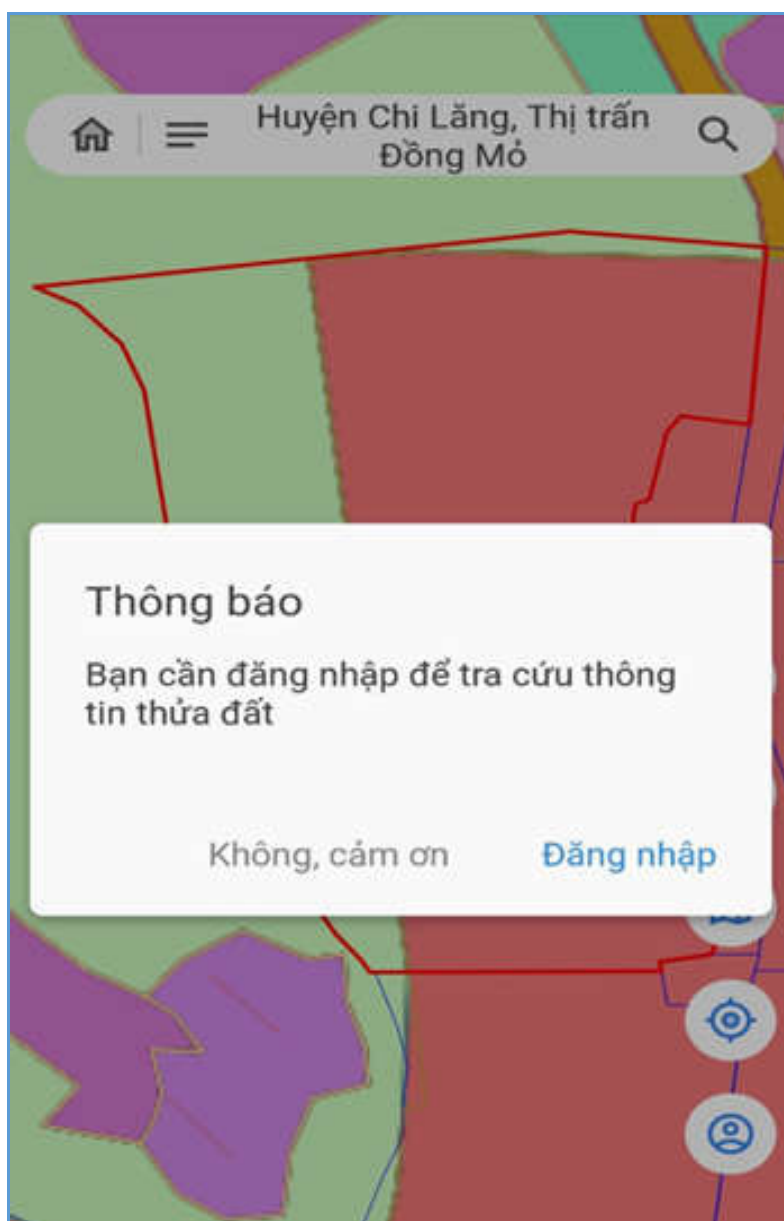 Huyện Chi Lăng, Thị trấn
Đồng Mỏ
Thông báo
Bạn cần đăng nhập để tra cứu thông
tin thửa đất
Không, cảm ơn
Đăng nhập